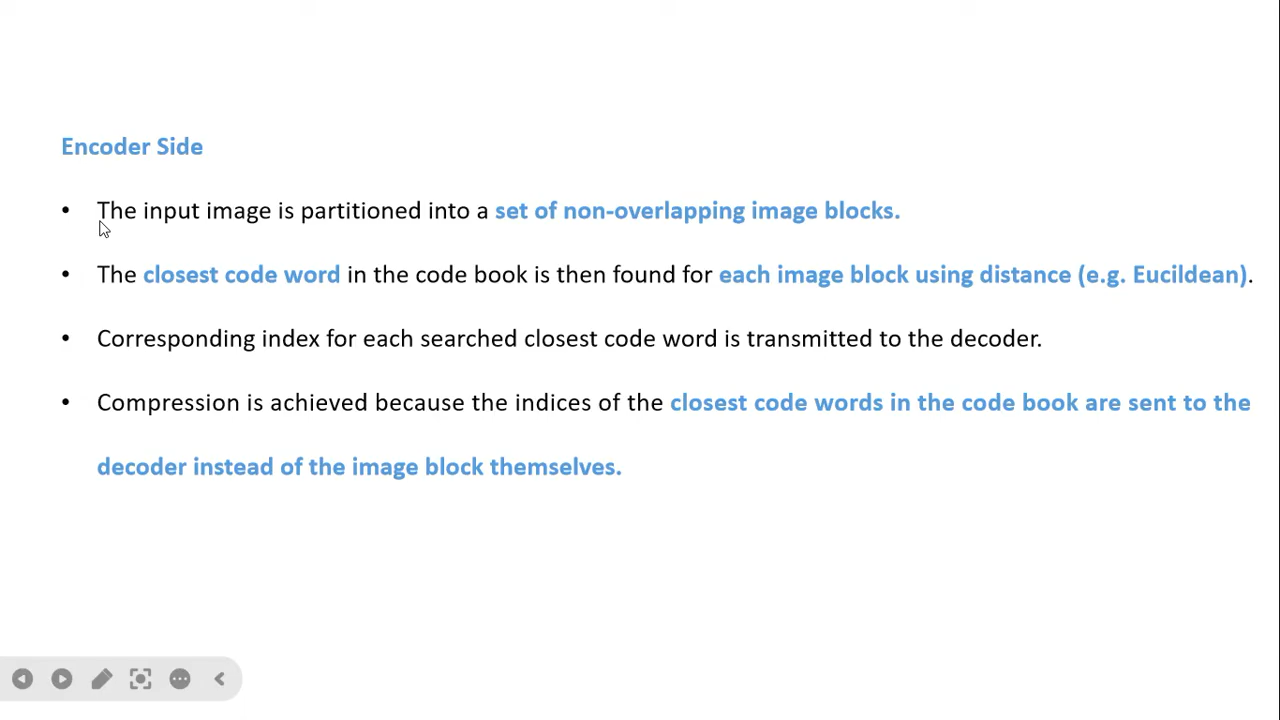 Encoder Side
• The input image is partitioned into a set of non-overlapping image blocks.
• The closest code word in the code book is then found for each image block using distance (e.g. Eucildean).
• Corresponding index for each searched closest code word is transmitted to the decoder.
• Compression is achieved because the indices of the closest code words in the code book are sent to the
decoder instead of the image block themselves.